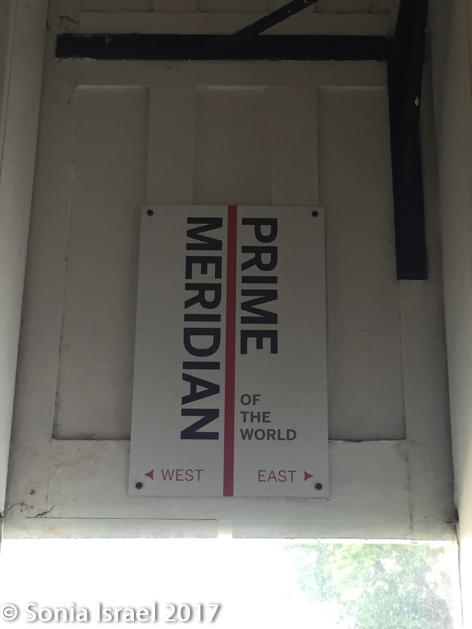 PRIME
MERIDIAN
OF
THE
WORLD
WEST EAST
© Sonia Israel 2017